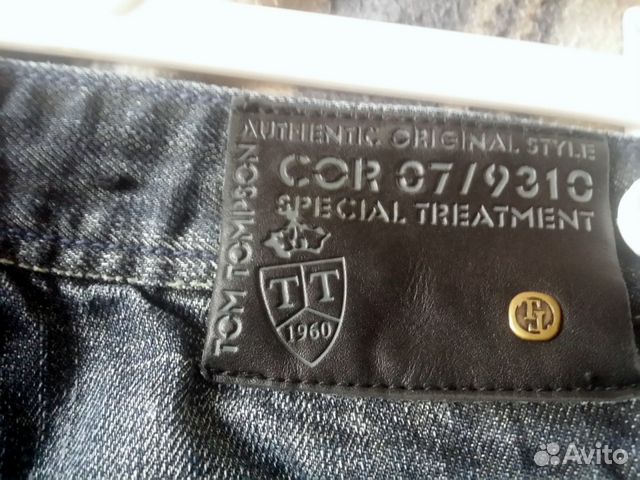 AUTHENTIC ORIGINAL STYLE
COR 07/9310
SPECIAL TREATMENT
TOM TOMPSON
TT
1960
Avito